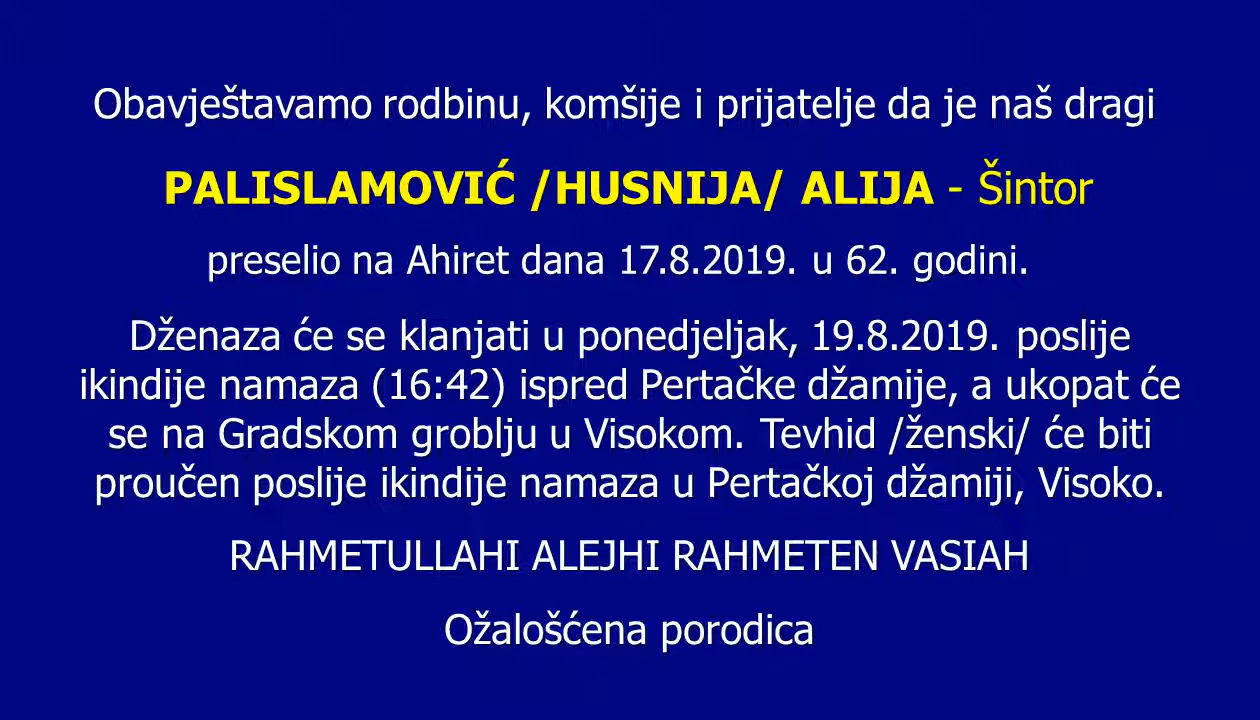 Obavještavamo rodbinu, komšije i prijatelje da je naš dragi
PALISLAMOVIĆ /HUSNIJA/ ALIJA - Šintor
preselio na Ahiret dana 17.8.2019. u 62. godini.
Dženaza će se klanjati u ponedjeljak, 19.8.2019. poslije
ikindije namaza (16:42) ispred Pertačke džamije, a ukopat će
se na Gradskom groblju u Visokom. Tevhid /ženski/ će biti
proučen poslije ikindije namaza u Pertačkoj džamiji, Visoko.
RAHMETULLAHI ALEJHI RAHMETEN VASIAH
Ožalošćena porodica